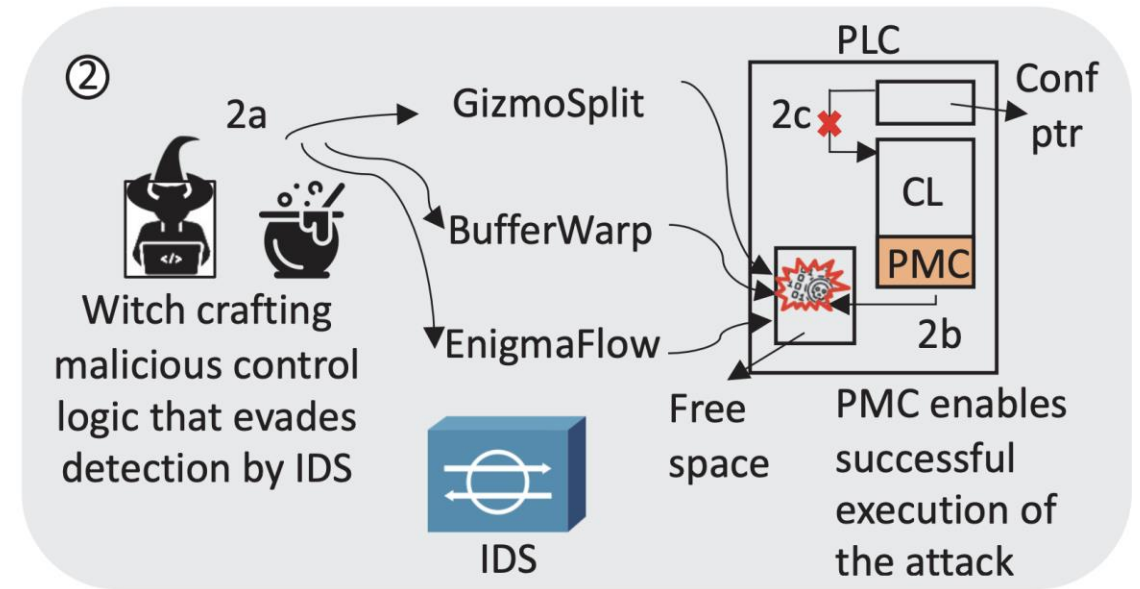 ②
2a
Witch crafting
malicious control
logic that evades
detection by IDS
</>
GizmoSplit
BufferWarp
EnigmaFlow
IDS
PLC
2c
Conf
ptr
CL
PMC
2b
Free
space
PMC enables
successful
execution of
the attack